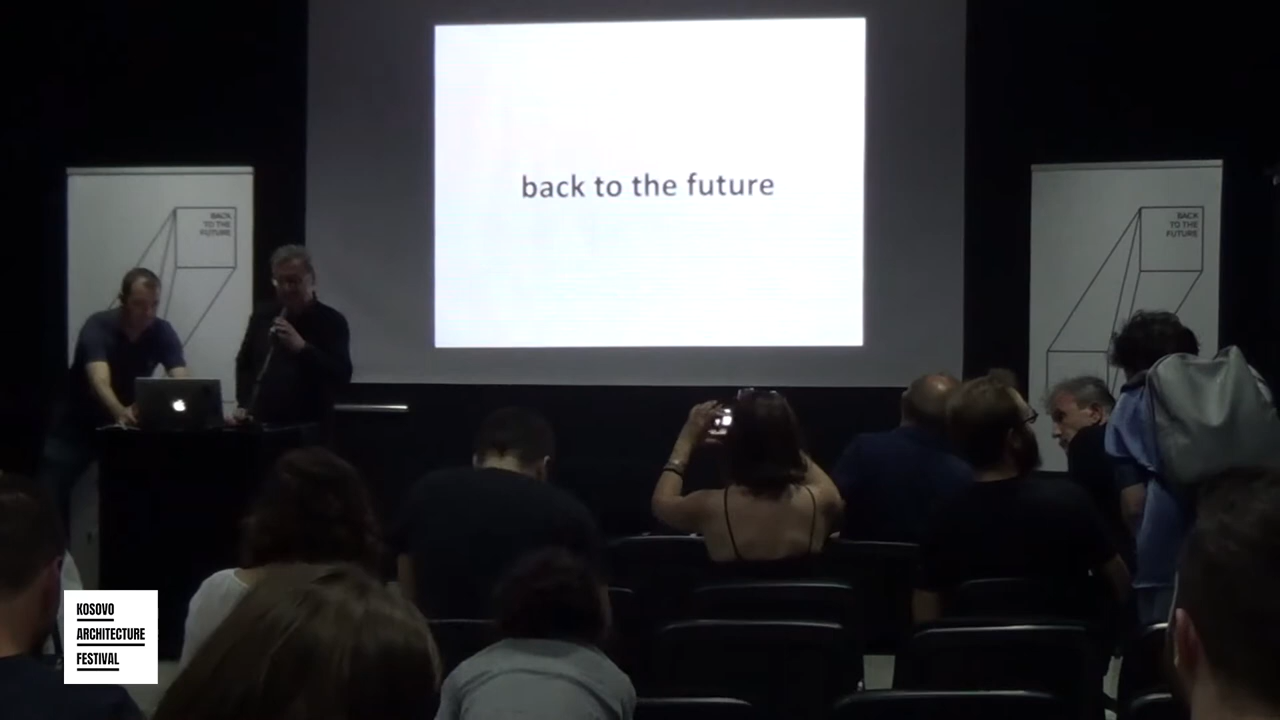 back to the future
BACK
TO THE
FUTURE
BACK
TO THE
FUTURE
KOSOVO
ARCHITECTURE
FESTIVAL